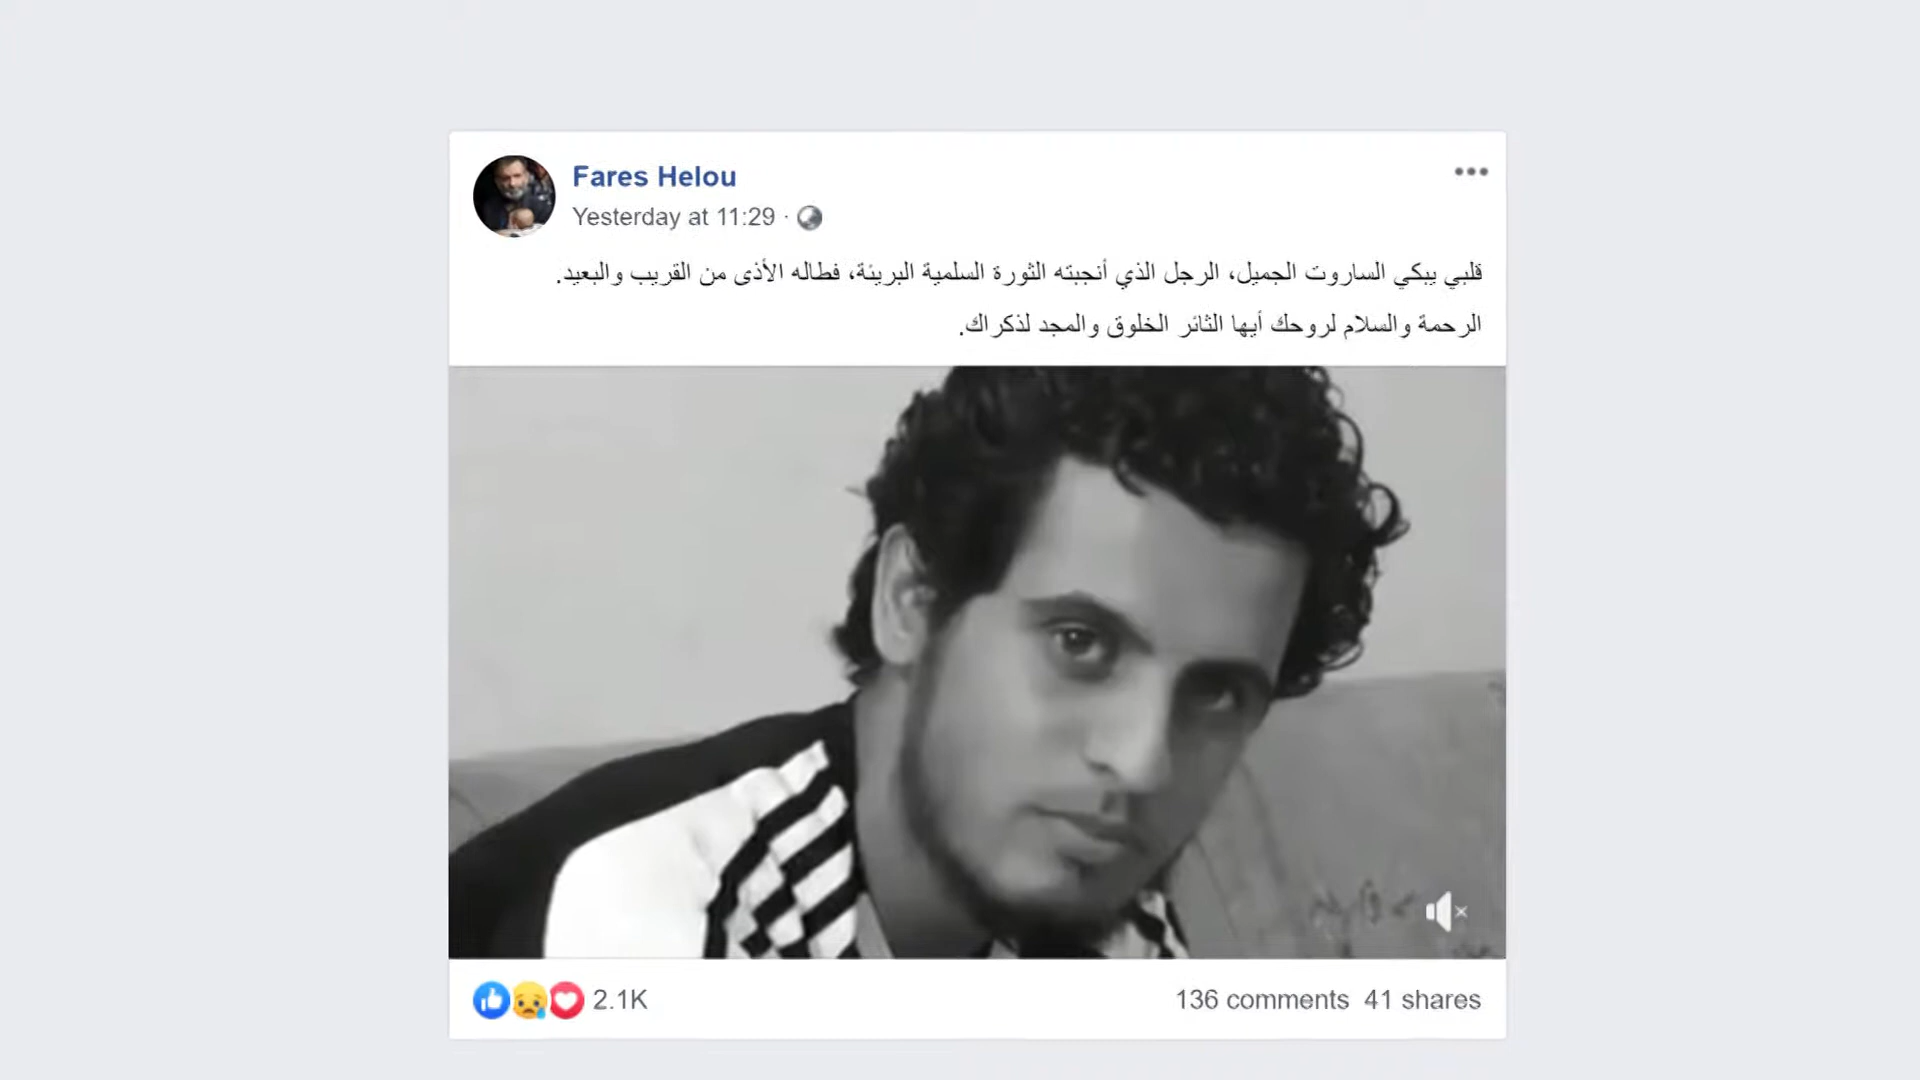 Fares Helou
Yesterday at 11:29 ·
قلبي يبكي الساروت الجميل، الرجل الذي أنجبته الثورة السلمية البريئة، فطاله الأذى من القريب والبعيد.
الرحمة والسلام لروحك أيها الثائر الخلوق والمجد لذكراك.
2.1K
136 comments 41 shares